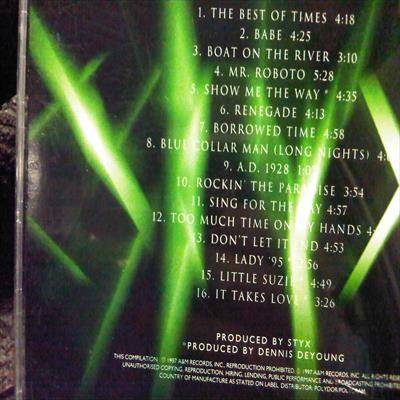 1. THE BEST OF TIMES 4:18
2. BABE 4:25
3. BOAT ON THE RIVER 3:10
4. MR. ROBOTO 5:28
5. SHOW ME THE WAY * 4:35
6. RENEGADE 4:13
7. BORROWED TIME 4:58
8. BLUE COLLAR MAN (LONG NIGHTS)
9. A.D. 1928 1:07
10. ROCKIN' THE PARADISE 3:54
11. SING FOR THE DAY 4:57
12. TOO MUCH TIME ON MY HANDS
13. DON'T LET IT END 4:53
14. LADY '95 * 2:56
15. LITTLE SUZIE * 4:49
16. IT TAKES LOVE * 3:26
PRODUCED BY STYX
*PRODUCED BY DENNIS DEYOUNG
THIS COMPILATION ℗ 1997 A&M RECORDS, INC. REPRODUCTION PROHIBITED. © 1997 A&M RECORDS, INC. ALL RIGHTS RESERVED
UNAUTHORISED COPYING, REPRODUCTION, HIRING, LENDING, PUBLIC PERFORMANCE AND BROADCASTING PROHIBITED
COUNTRY OF MANUFACTURE AS STATED ON LABEL. DISTRIBUTOR: POLYDOR/POLYGRAM.